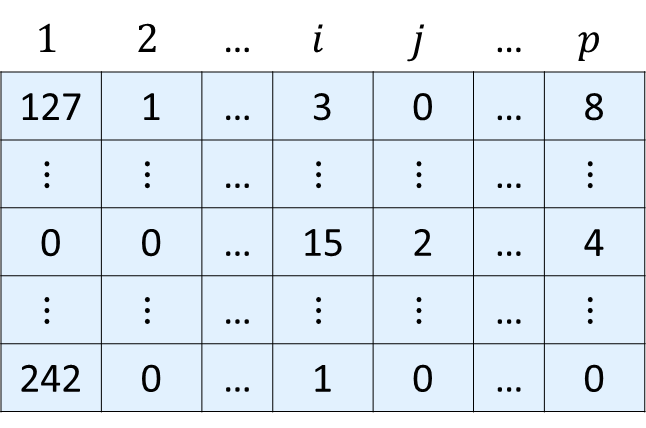 1 2 ... i j ... p
127 1 ... 3 0 ... 8
⋮ ⋮ ... ⋮ ⋮ ... ⋮
0 0 ... 15 2 ... 4
⋮ ⋮ ... ⋮ ⋮ ... ⋮
242 0 ... 1 0 ... 0